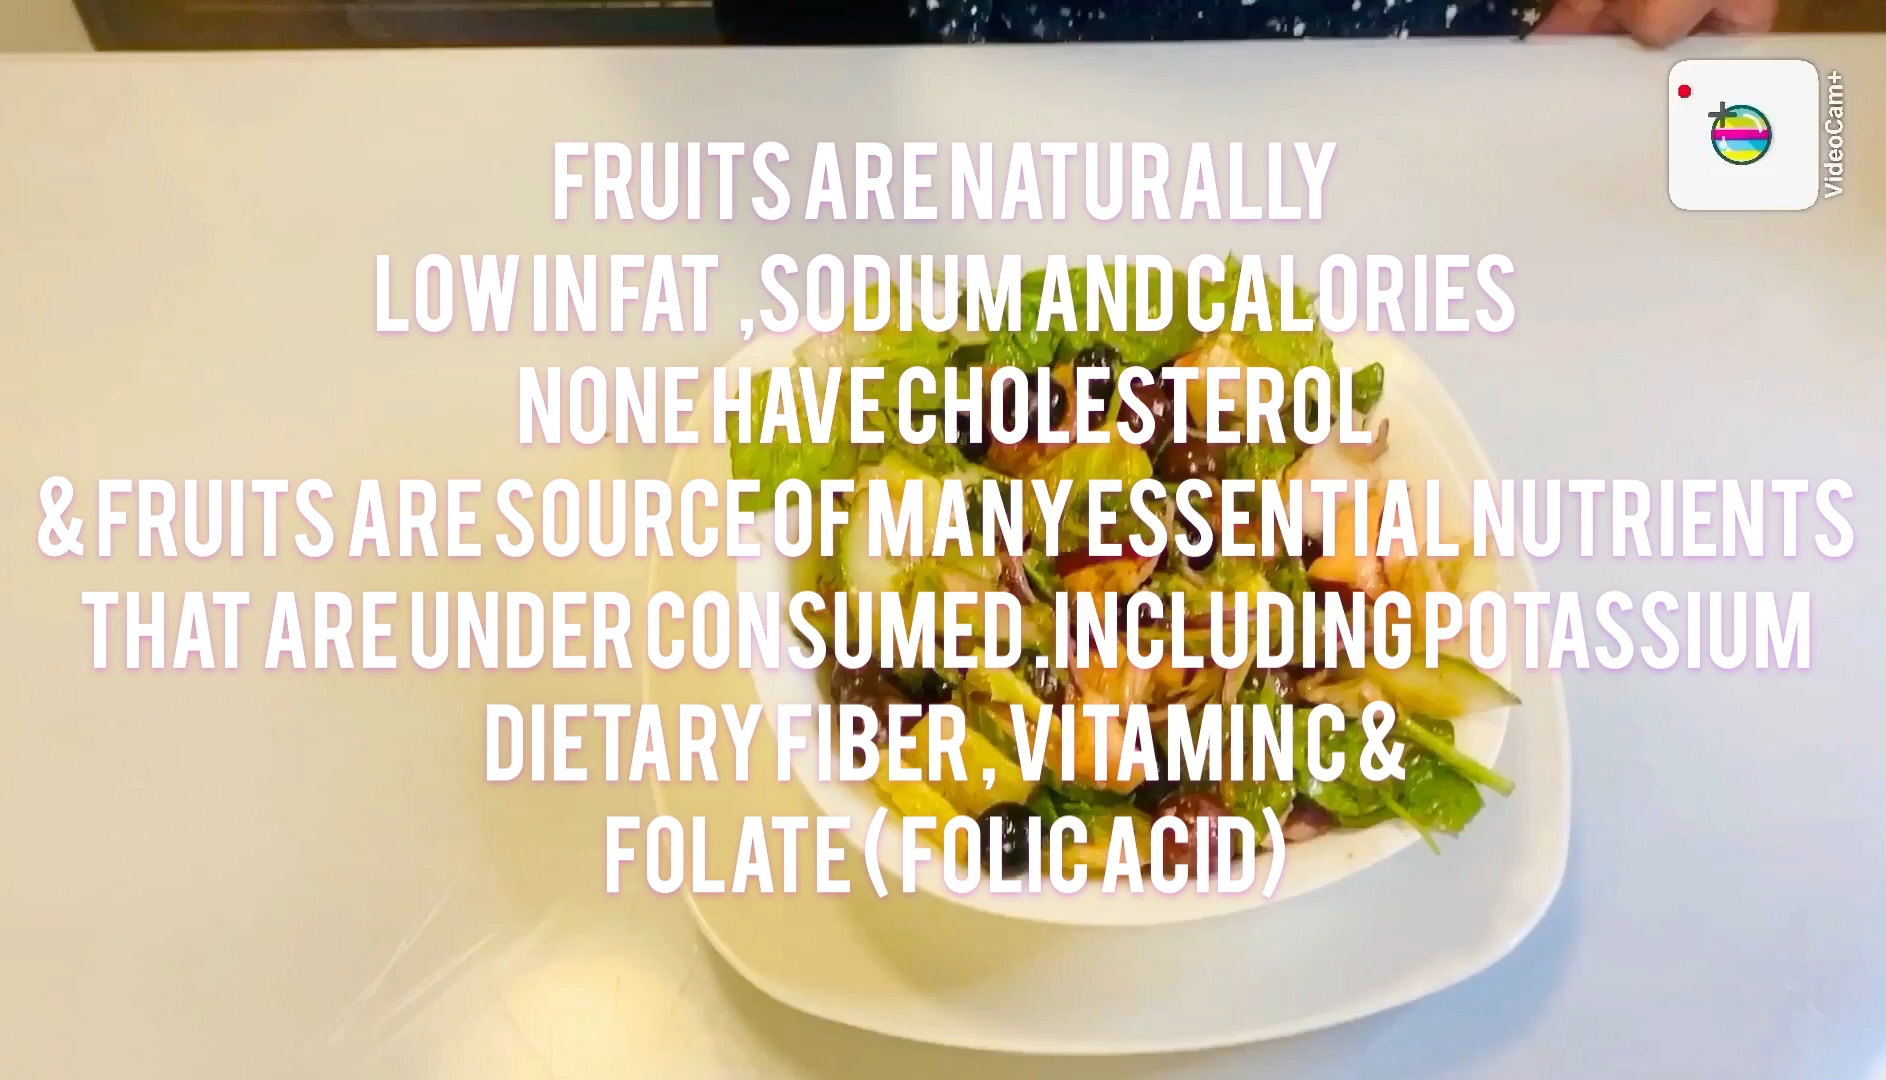 FRUITS ARE NATURALLY
LOW IN FAT ,SODIUM AND CALORIES
NONE HAVE CHOLESTEROL
& FRUITS ARE SOURCE OF MANY ESSENTIAL NUTRIENTS
THAT ARE UNDER CONSUMED .INCLUDING POTASSIUM
DIETARY FIBER , VITAMIN C &
FOLATE ( FOLIC ACID)
VideoCam+